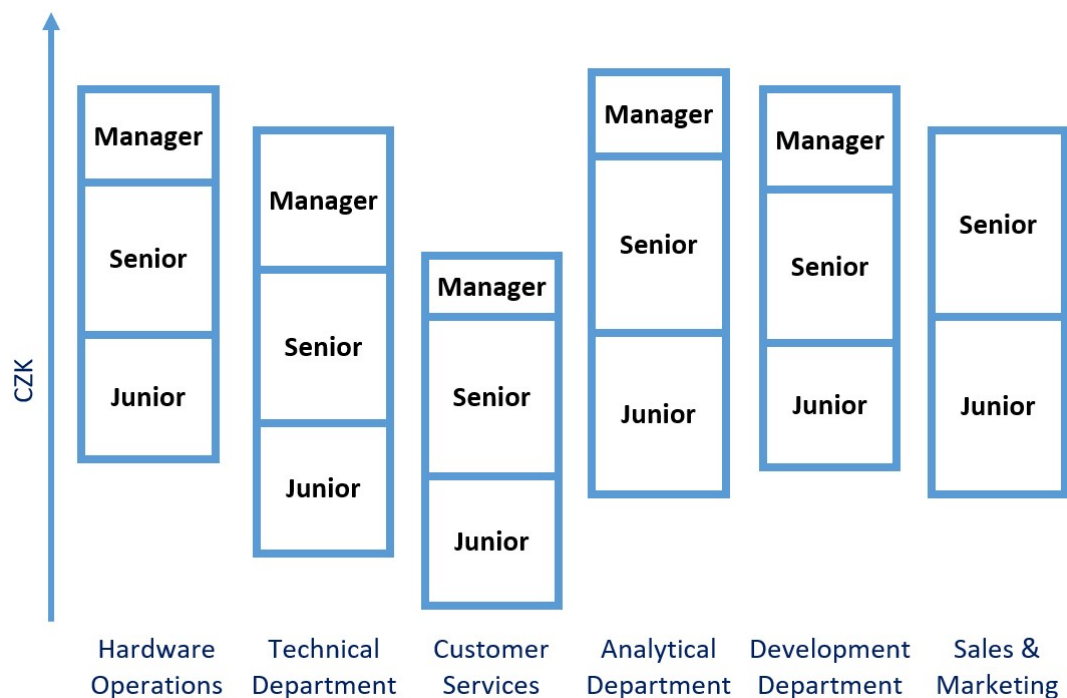 CZK
Manager
Senior
Junior
Hardware
Operations
Manager
Senior
Junior
Technical
Department
Manager
Senior
Junior
Customer
Services
Manager
Senior
Junior
Analytical
Department
Manager
Senior
Junior
Development
Department
Senior
Junior
Sales &
Marketing